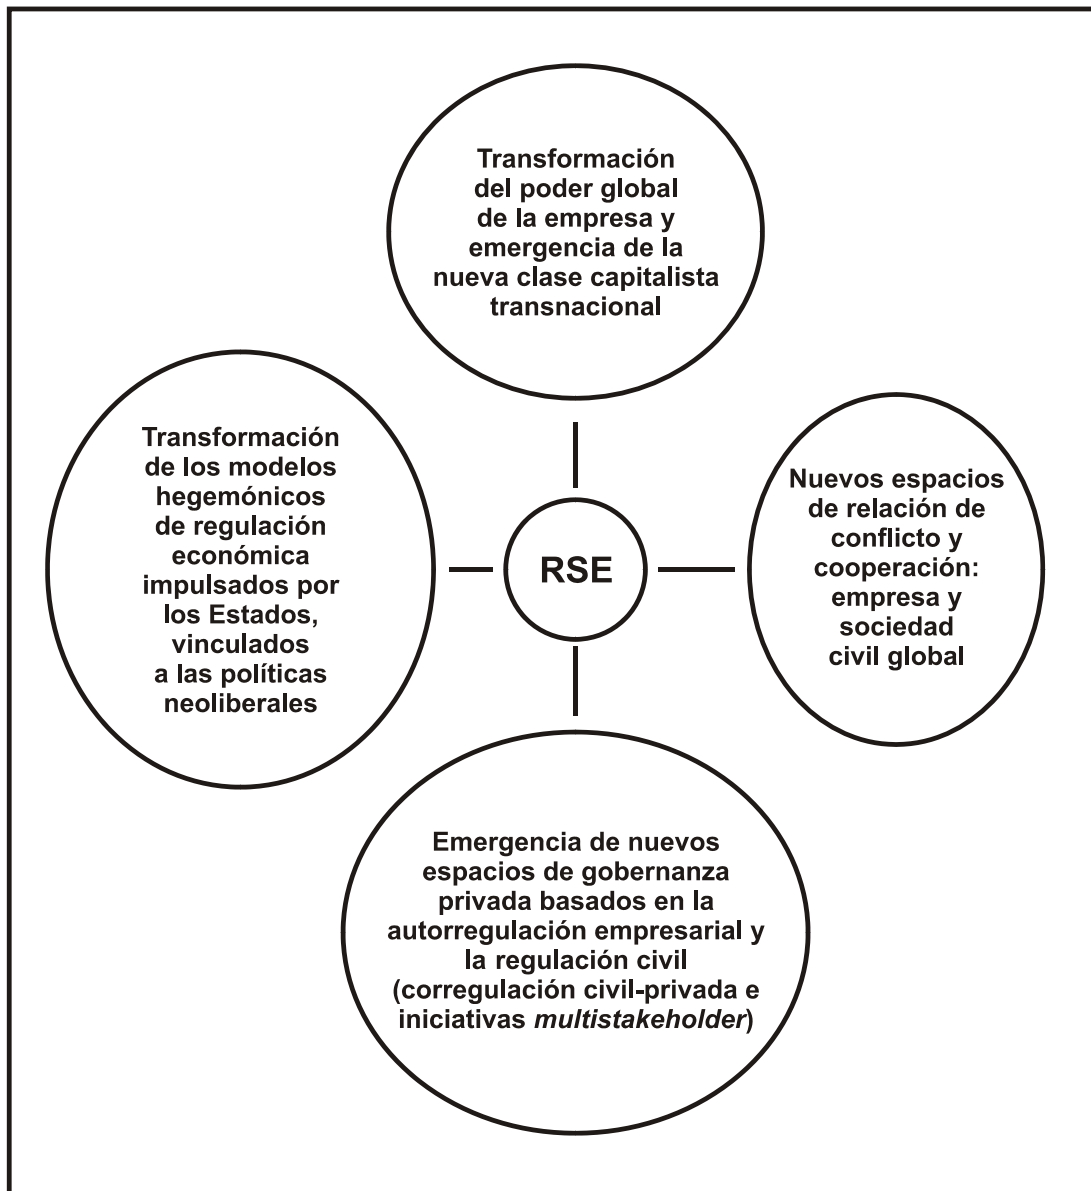 Transformación
del poder global
de la empresa y
emergencia de la
nueva clase capitalista
transnacional
Transformación
de los modelos
hegemónicos
de regulación
económica
impulsados por
los Estados,
vinculados
a las políticas
neoliberales
RSE
Nuevos espacios
de relación de
conflicto y
cooperación:
empresa y
sociedad
civil global
Emergencia de nuevos
espacios de gobernanza
privada basados en la
autorregulación empresarial y
la regulación civil
(corregulación civil-privada e
iniciativas multistakeholder)